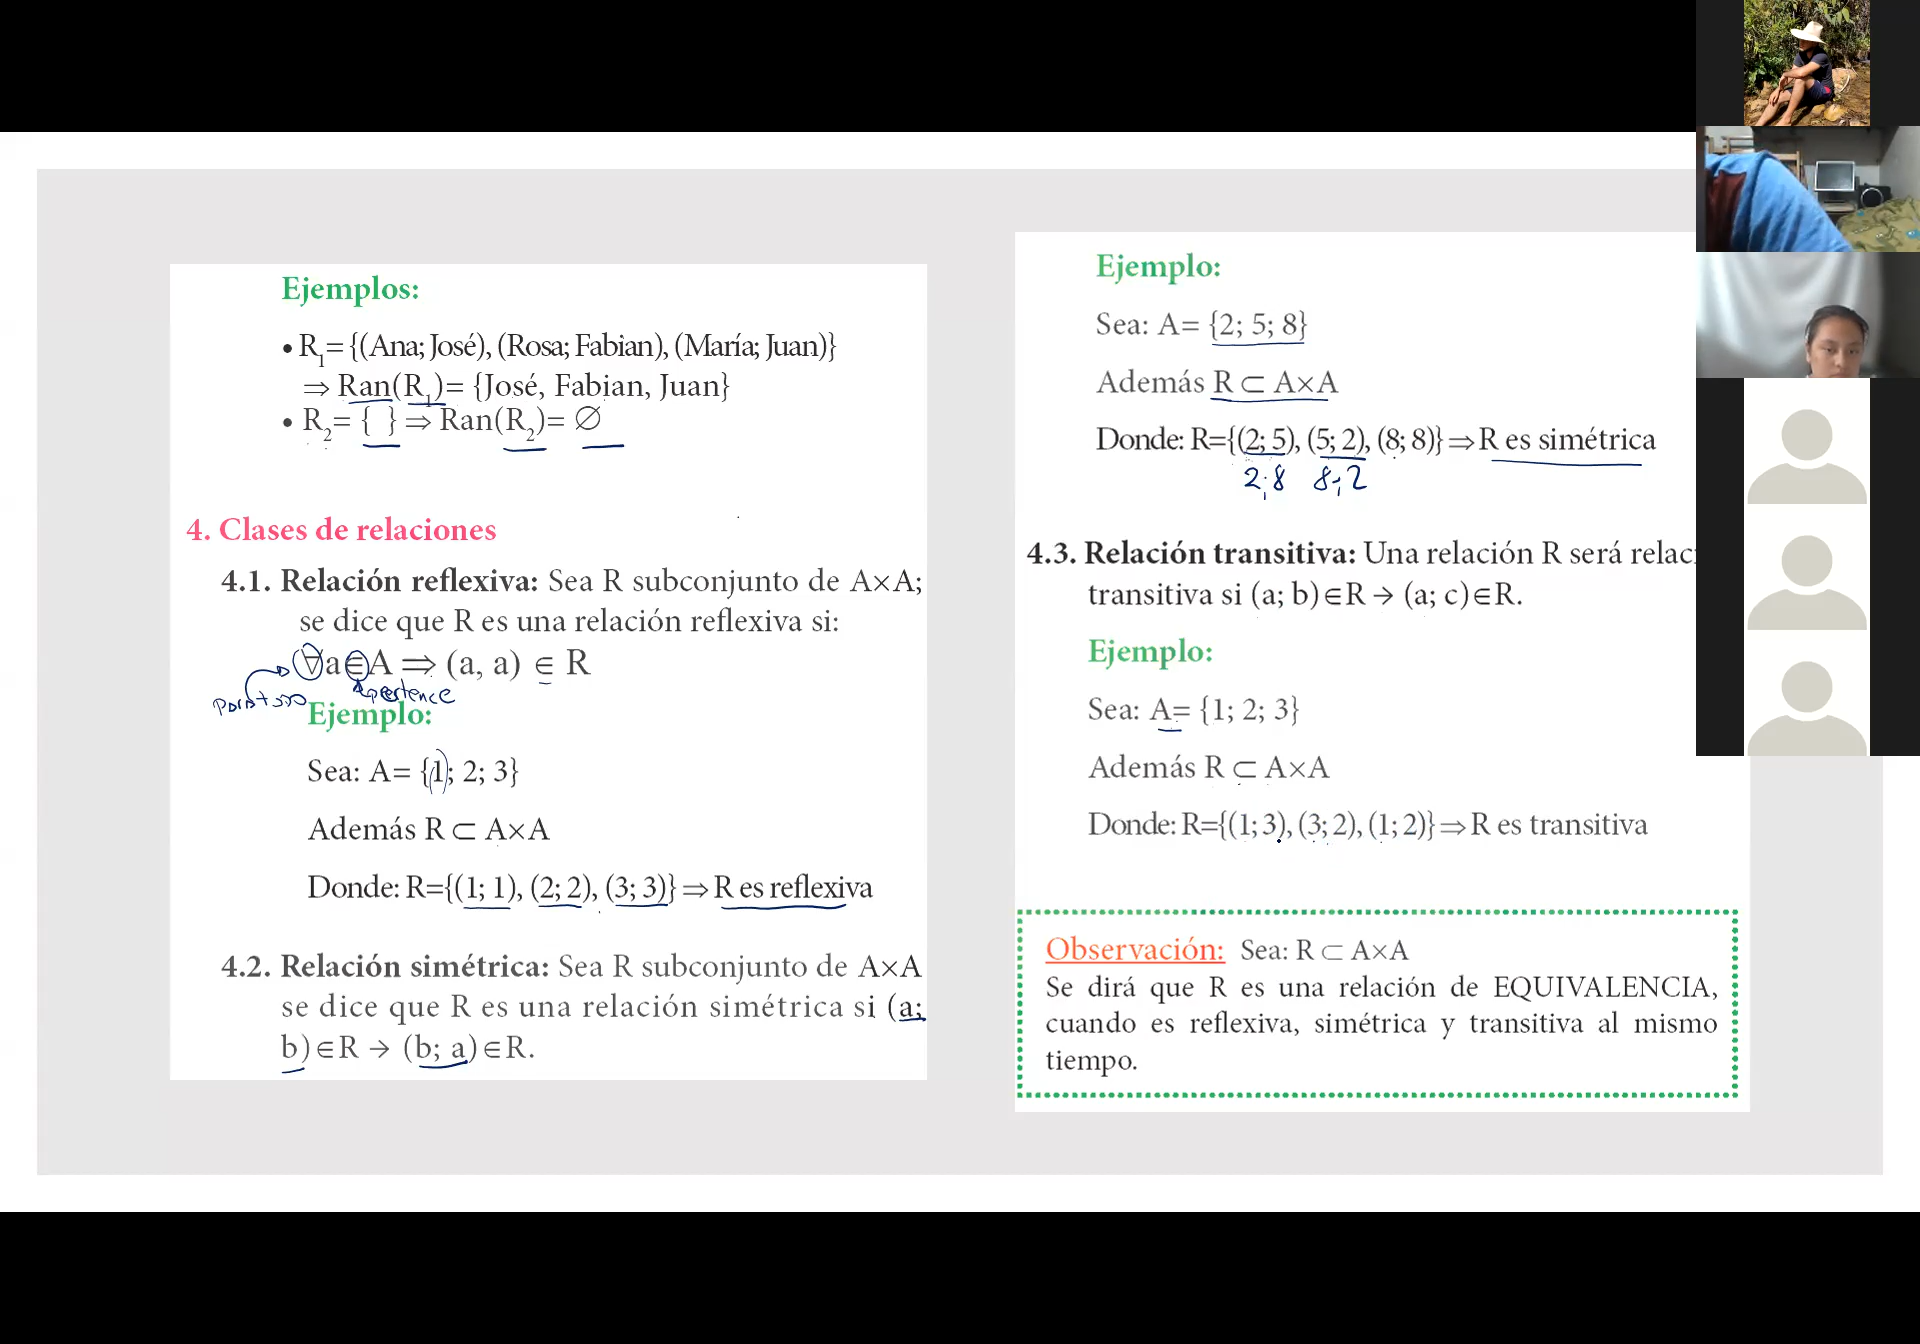 Ejemplos:
• R₁= {(Ana; José), (Rosa; Fabian), (María; Juan)}
⇒ Ran(R₁)= {José, Fabian, Juan}
• R₂= { } ⇒ Ran(R₂)= ∅
4. Clases de relaciones
4.1. Relación reflexiva: Sea R subconjunto de A×A;
se dice que R es una relación reflexiva si:
∀a∈A ⇒ (a, a) ∈ R
pertenece
Ejemplo:
Sea: A= {1; 2; 3}
Además R ⊂ A×A
Donde: R={(1; 1), (2; 2), (3; 3)} ⇒ R es reflexiva
4.2. Relación simétrica: Sea R subconjunto de A×A
se dice que R es una relación simétrica si (a;
b)∈R → (b; a)∈R.
Ejemplo:
Sea: A= {2; 5; 8}
Además R ⊂ A×A
Donde: R={(2; 5), (5; 2), (8; 8)} ⇒ R es simétrica
2;8 8;2
4.3. Relación transitiva: Una relación R será relac
transitiva si (a; b)∈R → (a; c)∈R.
Ejemplo:
Sea: A= {1; 2; 3}
Además R ⊂ A×A
Donde: R={(1; 3), (3; 2), (1; 2)} ⇒ R es transitiva
Observación: Sea: R ⊂ A×A
Se dirá que R es una relación de EQUIVALENCIA,
cuando es reflexiva, simétrica y transitiva al mismo
tiempo.